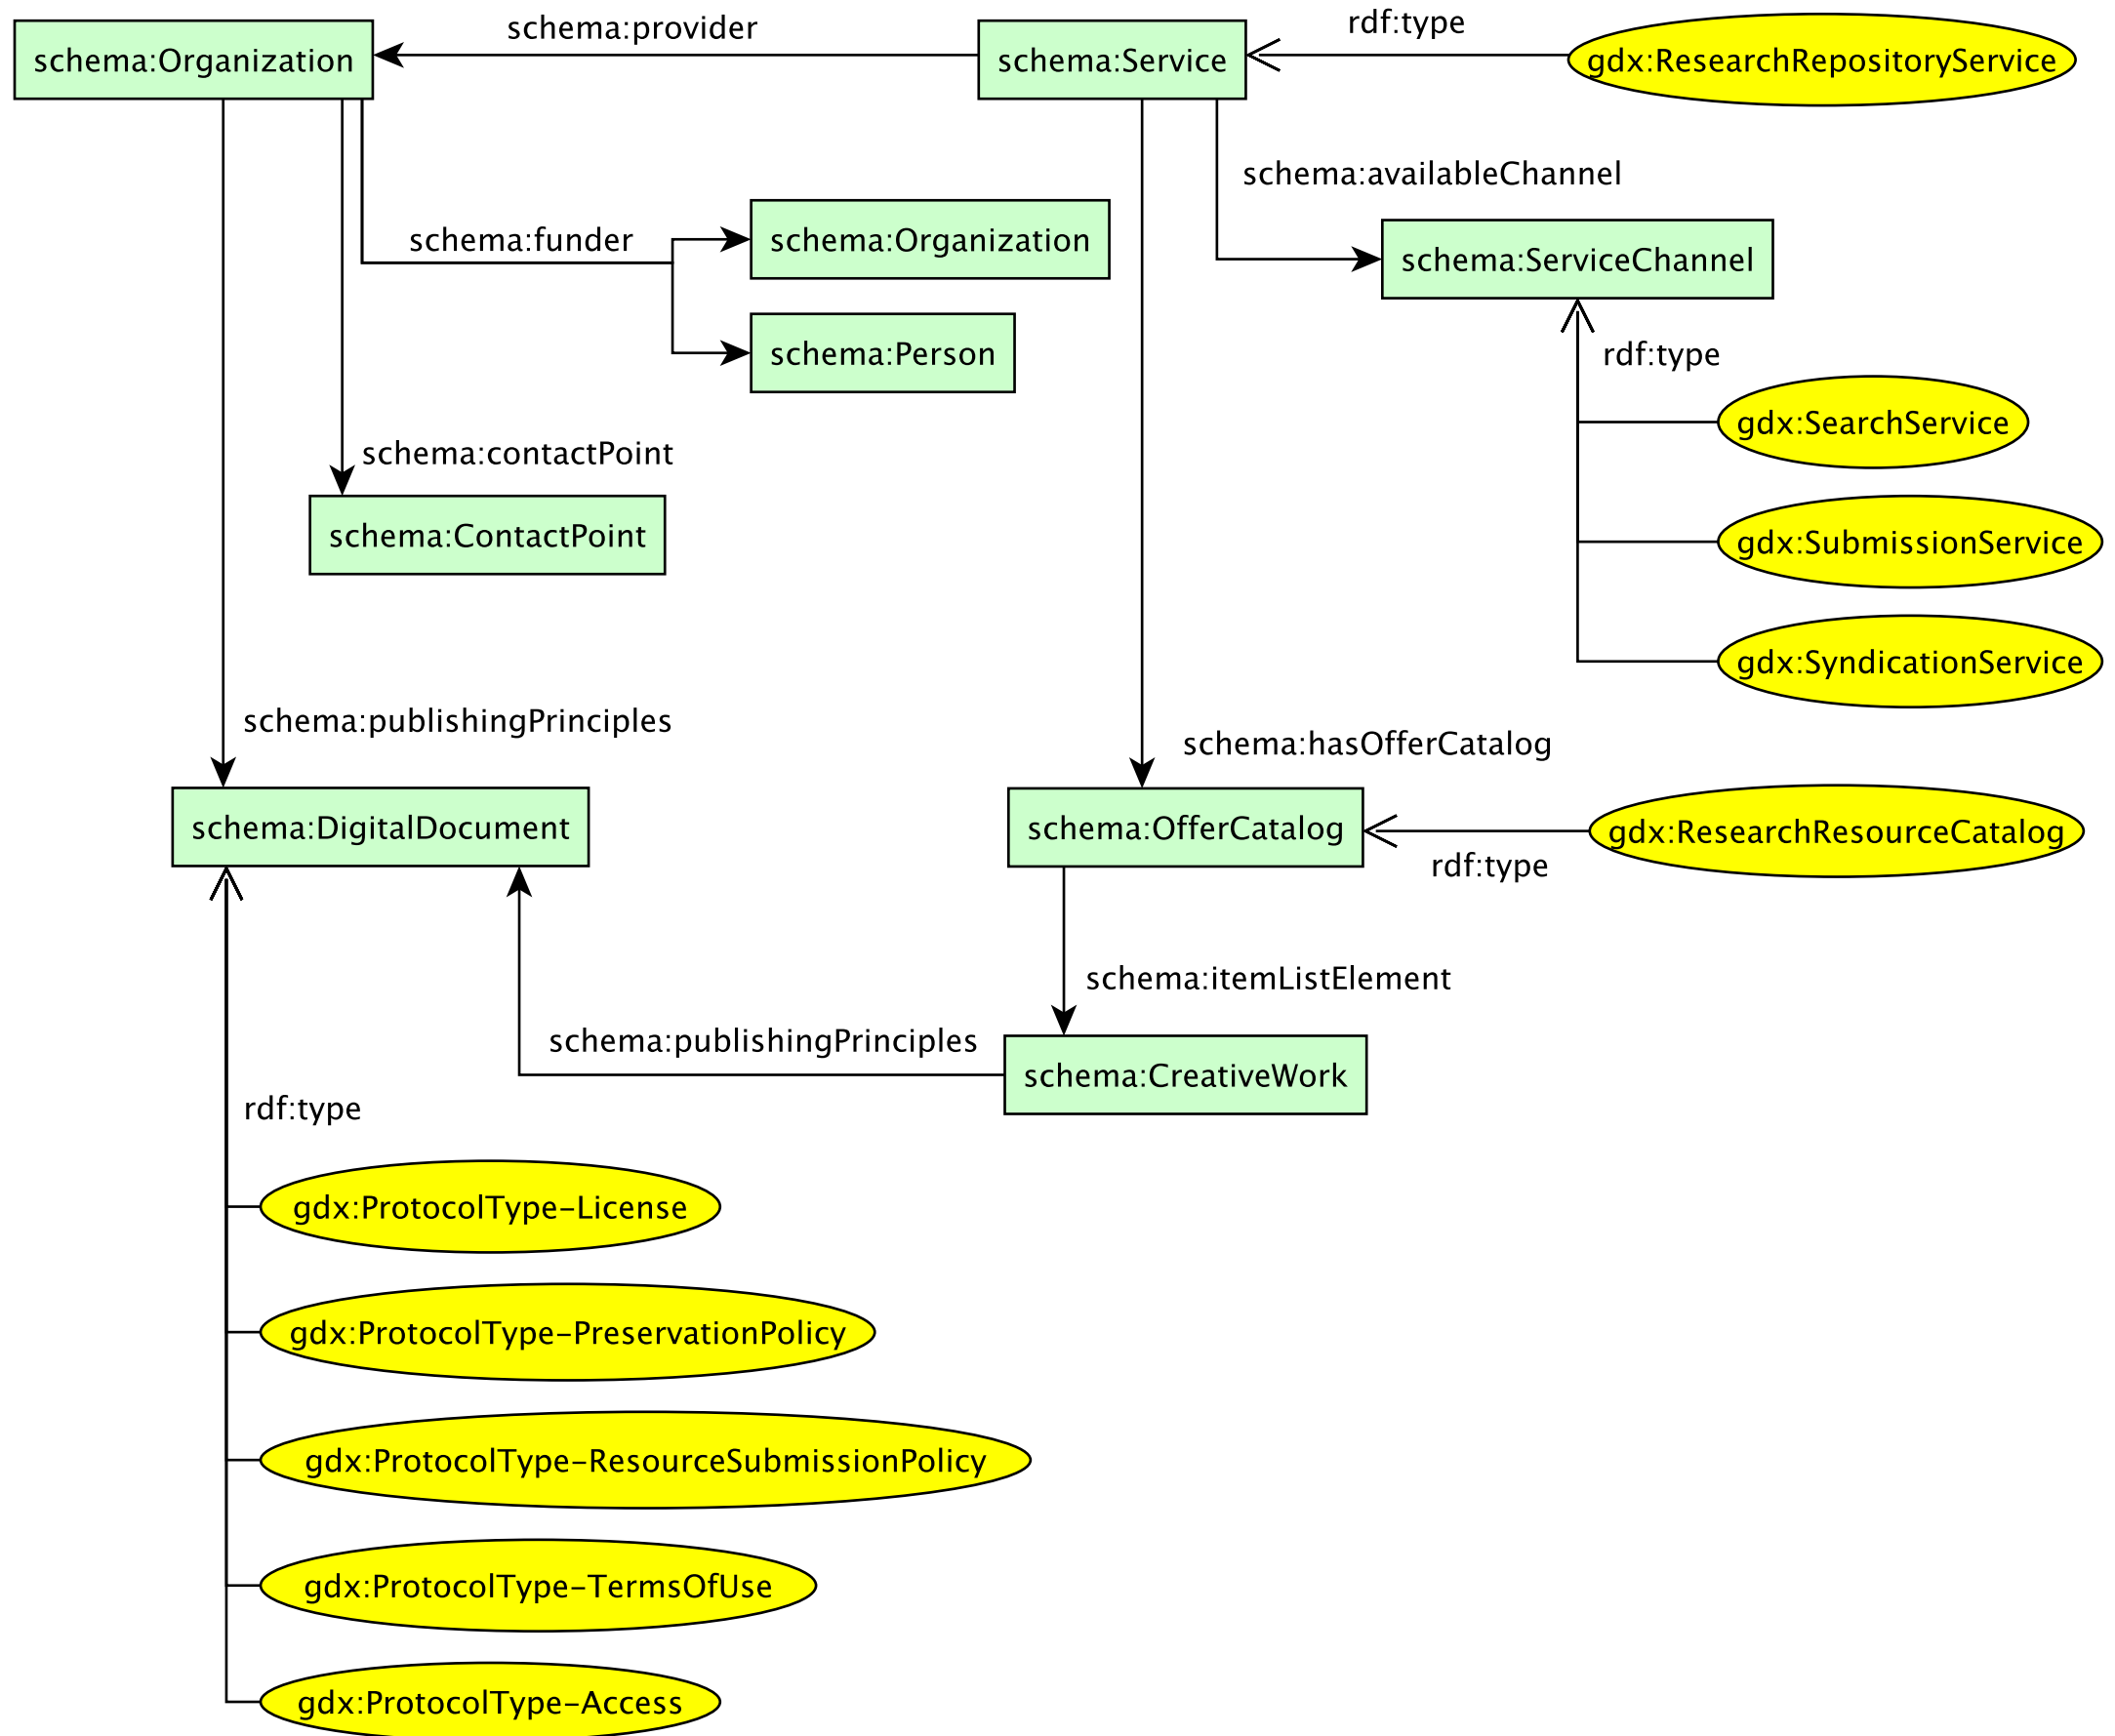 schema:Organization
schema:provider
schema:Service
rdf:type
gdx:ResearchRepositoryService
schema:availableChannel
schema:funder
schema:Organization
schema:ServiceChannel
schema:Person
rdf:type
gdx:SearchService
schema:contactPoint
schema:ContactPoint
gdx:SubmissionService
gdx:SyndicationService
schema:publishingPrinciples
schema:hasOfferCatalog
schema:DigitalDocument
schema:OfferCatalog
gdx:ResearchResourceCatalog
rdf:type
schema:itemListElement
schema:publishingPrinciples
schema:CreativeWork
rdf:type
gdx:ProtocolType-License
gdx:ProtocolType-PreservationPolicy
gdx:ProtocolType-ResourceSubmissionPolicy
gdx:ProtocolType-TermsOfUse
gdx:ProtocolType-Access